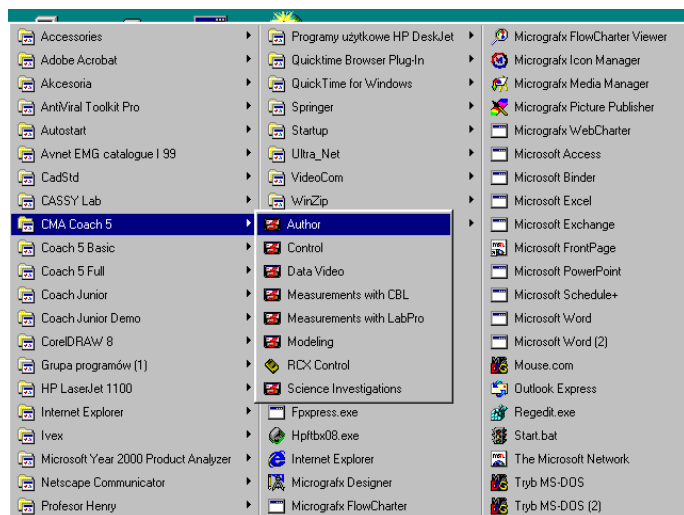 Accessories
Adobe Acrobat
Akcesoria
AntiViral Toolkit Pro
Autostart
Avnet EMG catalogue I 99
CadStd
CASSY Lab
CMA Coach 5
Coach 5 Basic
Coach 5 Full
Coach Junior
Coach Junior Demo
CorelDRAW 8
Grupa programów (1)
HP LaserJet 1100
Internet Explorer
Ivex
Microsoft Year 2000 Product Analyzer
Netscape Communicator
Profesor Henry
Programy użytkowe HP DeskJet
Quicktime Browser Plug-In
QuickTime for Windows
Springer
Startup
Ultra_Net
VideoCom
WinZip
Author
Control
Data Video
Measurements with CBL
Measurements with LabPro
Modeling
RCX Control
Science Investigations
Fpxpress.exe
Hpftbx08.exe
Internet Explorer
Micrografx Designer
Micrografx FlowCharter
Micrografx FlowCharter Viewer
Micrografx Icon Manager
Micrografx Media Manager
Micrografx Picture Publisher
Micrografx WebCharter
Microsoft Access
Microsoft Binder
Microsoft Excel
Microsoft Exchange
Microsoft FrontPage
Microsoft PowerPoint
Microsoft Schedule+
Microsoft Word
Microsoft Word (2)
Mouse.com
Outlook Express
Regedit.exe
Start.bat
The Microsoft Network
Tryb MS-DOS
Tryb MS-DOS (2)